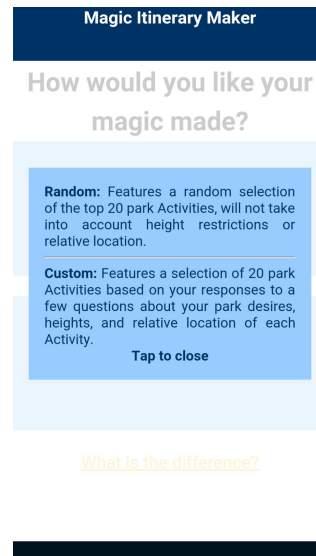 Magic Itinerary Maker
How would you like your
magic made?
Random: Features a random selection
of the top 20 park Activities, will not take
into account height restrictions or
relative location.
Custom: Features a selection of 20 park
Activities based on your responses to a
few questions about your park desires,
heights, and relative location of each
Activity.
Tap to close
What is the difference?